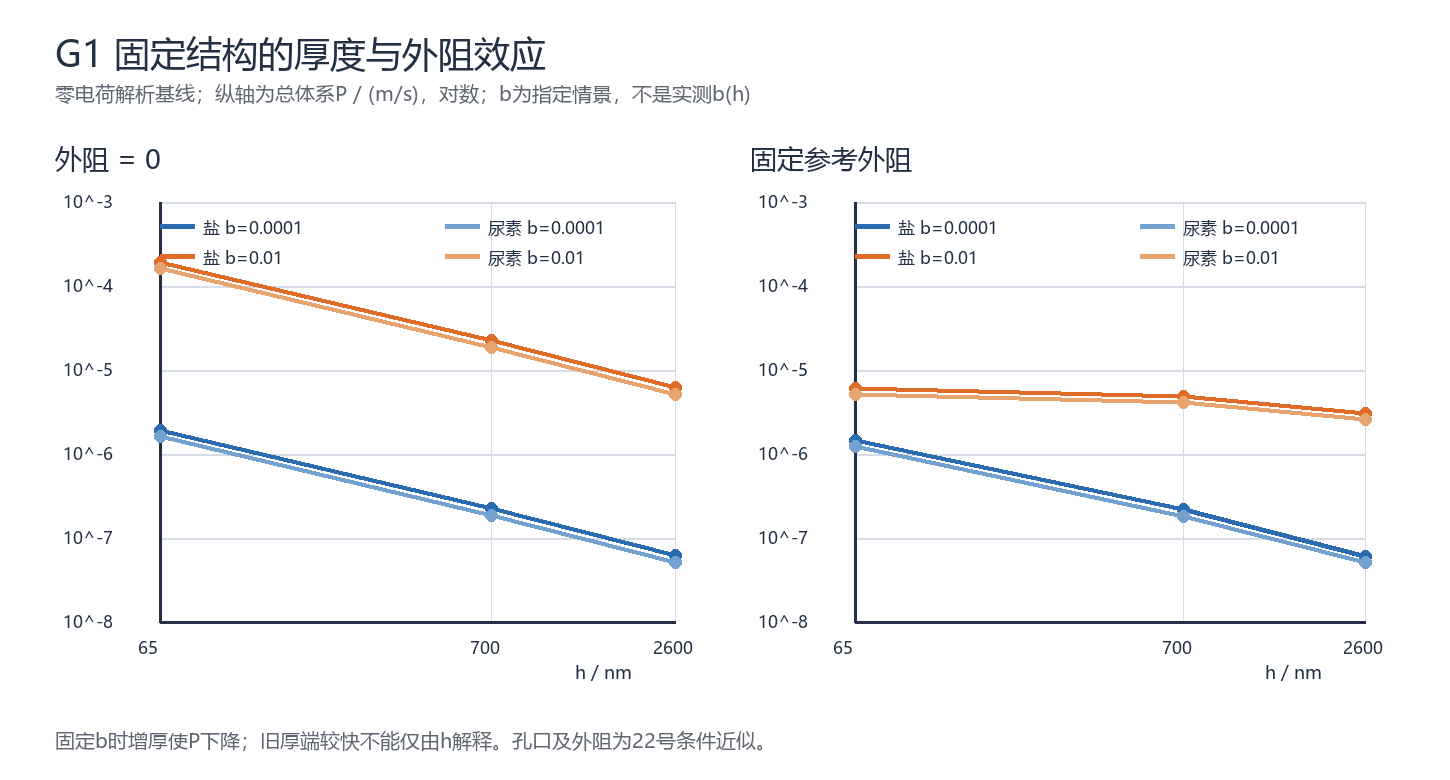 G1 固定结构的厚度与外阻效应
零电荷解析基线；纵轴为总体系P / (m/s)，对数；b为指定情景，不是实测b(h)
外阻 = 0
10^-3
盐 b=0.0001
尿素 b=0.0001
盐 b=0.01
尿素 b=0.01
10^-4
10^-5
10^-6
10^-7
10^-8
65
700
2600
h / nm
固定参考外阻
10^-3
盐 b=0.0001
尿素 b=0.0001
盐 b=0.01
尿素 b=0.01
10^-4
10^-5
10^-6
10^-7
10^-8
65
700
2600
h / nm
固定b时增厚使P下降；旧厚端较快不能仅由h解释。孔口及外阻为22号条件近似。